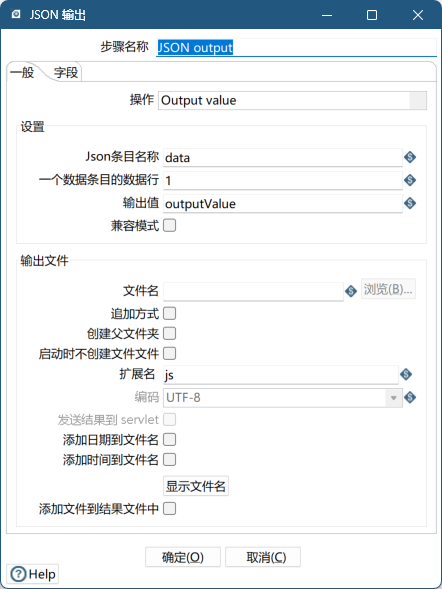 JSON 输出
步骤名称 JSON output
一般 字段
操作 Output value
设置
Json条目名称 data
一个数据条目的数据行 1
输出值 outputValue
兼容模式
输出文件
文件名 浏览(B)...
追加方式
创建父文件夹
启动时不创建文件文件
扩展名 js
编码 UTF-8
发送结果到 servlet
添加日期到文件名
添加时间到文件名
显示文件名
添加文件到结果文件中
确定(O) 取消(C)
Help